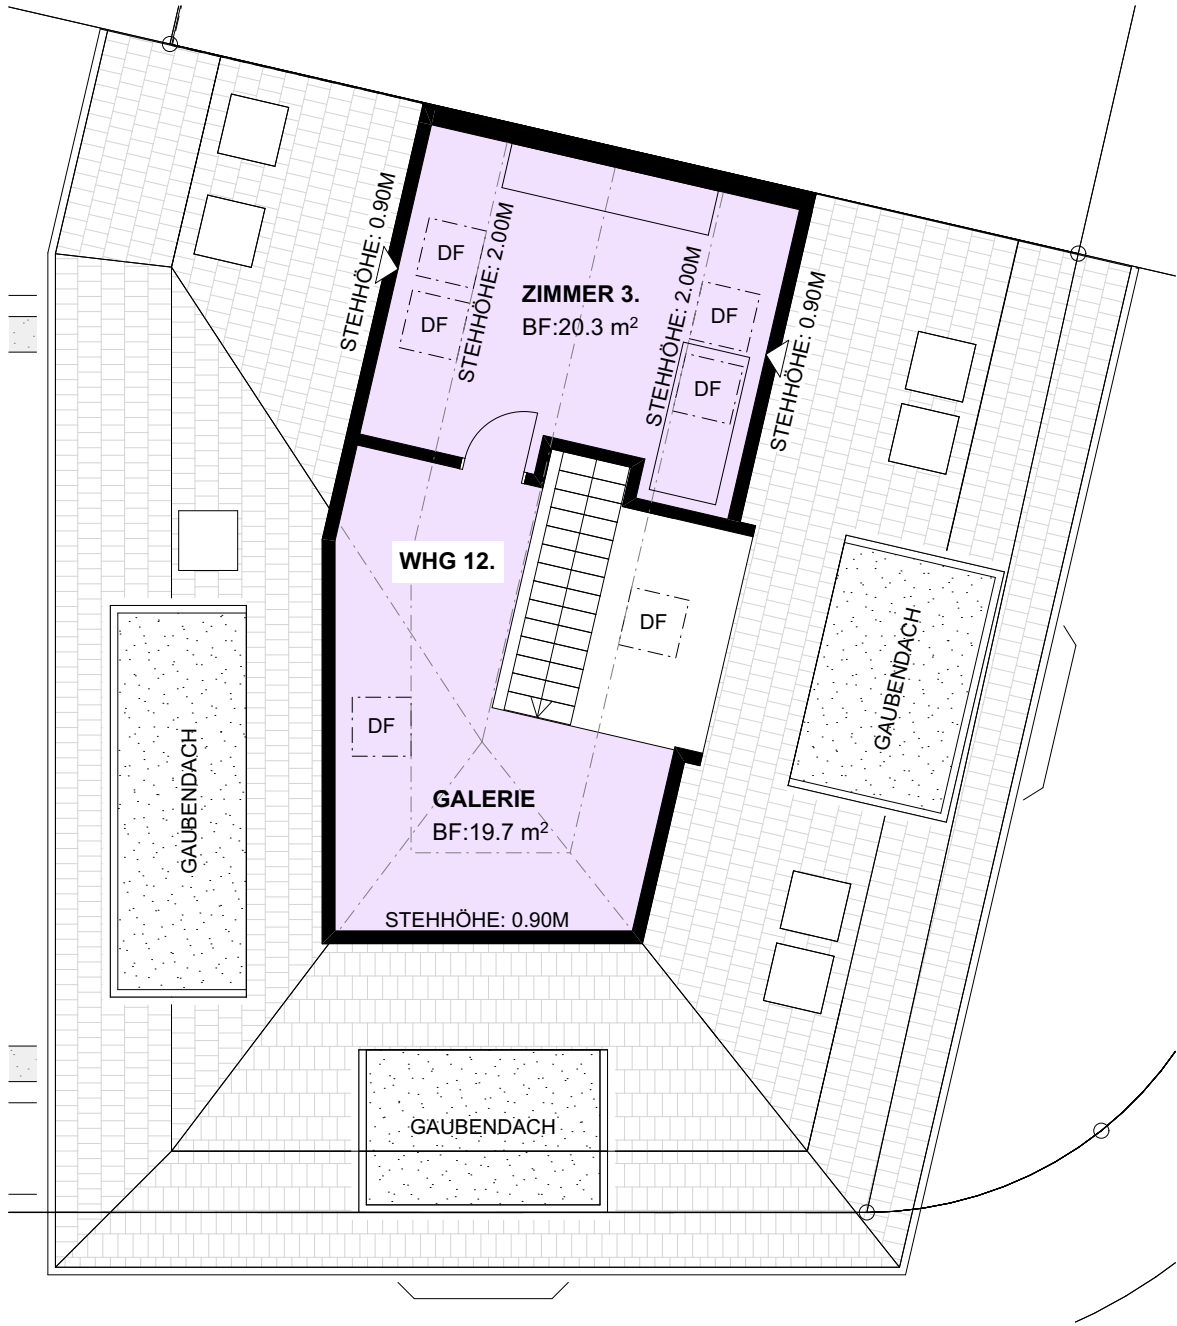 STEHHÖHE: 0.90M
STEHHÖHE: 2.00M
DF
DF
ZIMMER 3.
BF:20.3 m²
STEHHÖHE: 2.00M
DF
DF
STEHHÖHE: 0.90M
WHG 12.
DF
DF
GALERIE
BF:19.7 m²
STEHHÖHE: 0.90M
GAUBENDACH
GAUBENDACH
GAUBENDACH